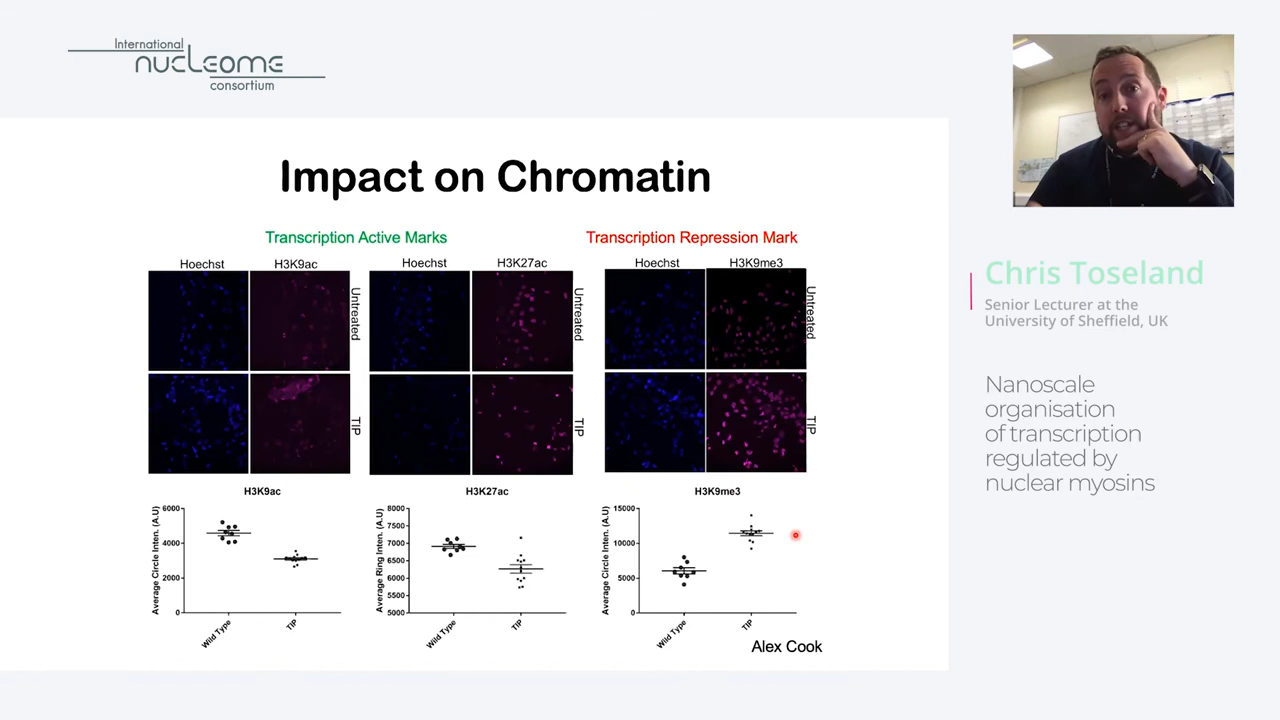 International
nucleome
consortium
Impact on Chromatin
Transcription Active Marks
Transcription Repression Mark
Hoechst
H3K9ac
Hoechst
H3K27ac
Hoechst
H3K9me3
Untreated
Untreated
Untreated
TIP
TIP
TIP
H3K9ac
Average Circle Inten. (A.U)
6000
4000
2000
0
Wild Type
TIP
H3K27ac
Average Ring Inten. (A.U)
8000
7500
7000
6500
6000
5500
5000
Wild Type
TIP
H3K9me3
Average Circle Inten. (A.U)
15000
10000
5000
0
Wild Type
TIP
Alex Cook
Chris Toseland
Senior Lecturer at the
University of Sheffield, UK
Nanoscale
organisation
of transcription
regulated by
nuclear myosins